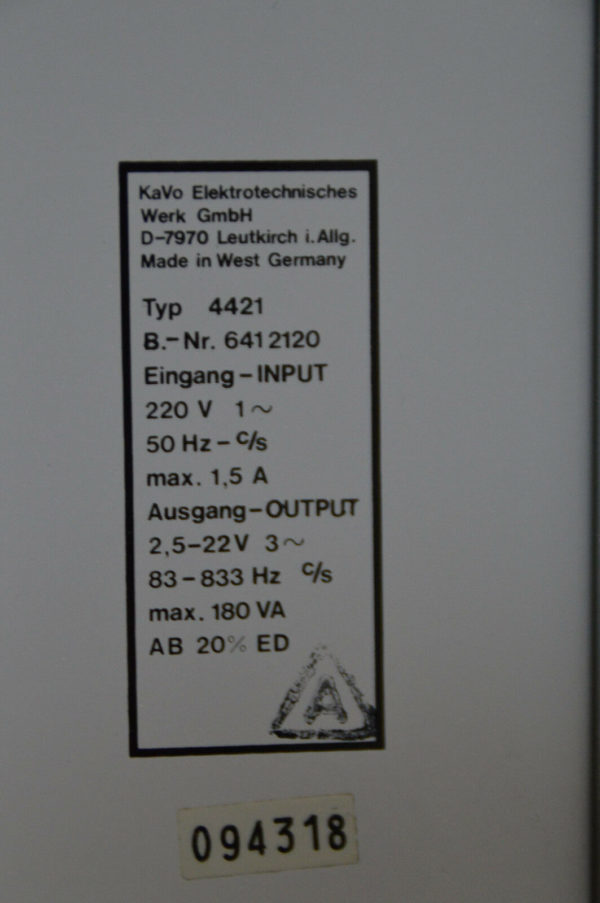 KaVo Elektrotechnisches
Werk GmbH
D-7970 Leutkirch i. Allg.
Made in West Germany
Typ 4421
B.-Nr. 641 2120
Eingang-INPUT
220 V 1~
50 Hz - c/s
max. 1,5 A
Ausgang-OUTPUT
2,5-22V 3~
83-833 Hz c/s
max. 180 VA
AB 20% ED
A
094318